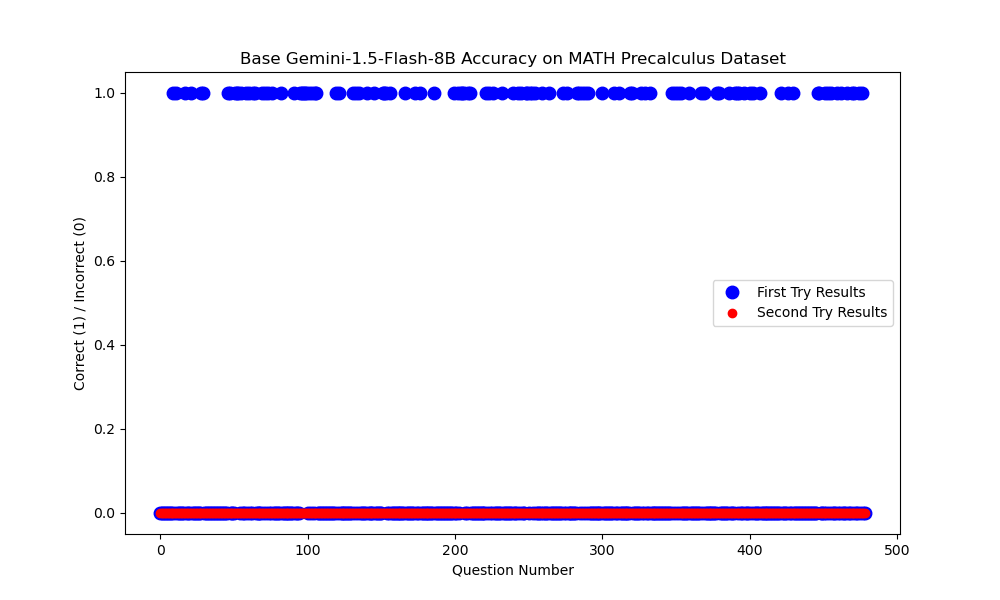 Base Gemini-1.5-Flash-8B Accuracy on MATH Precalculus Dataset
1.0
0.8
0.6
0.4
0.2
0.0
Correct (1) / Incorrect (0)
First Try Results
Second Try Results
0 100 200 300 400 500
Question Number